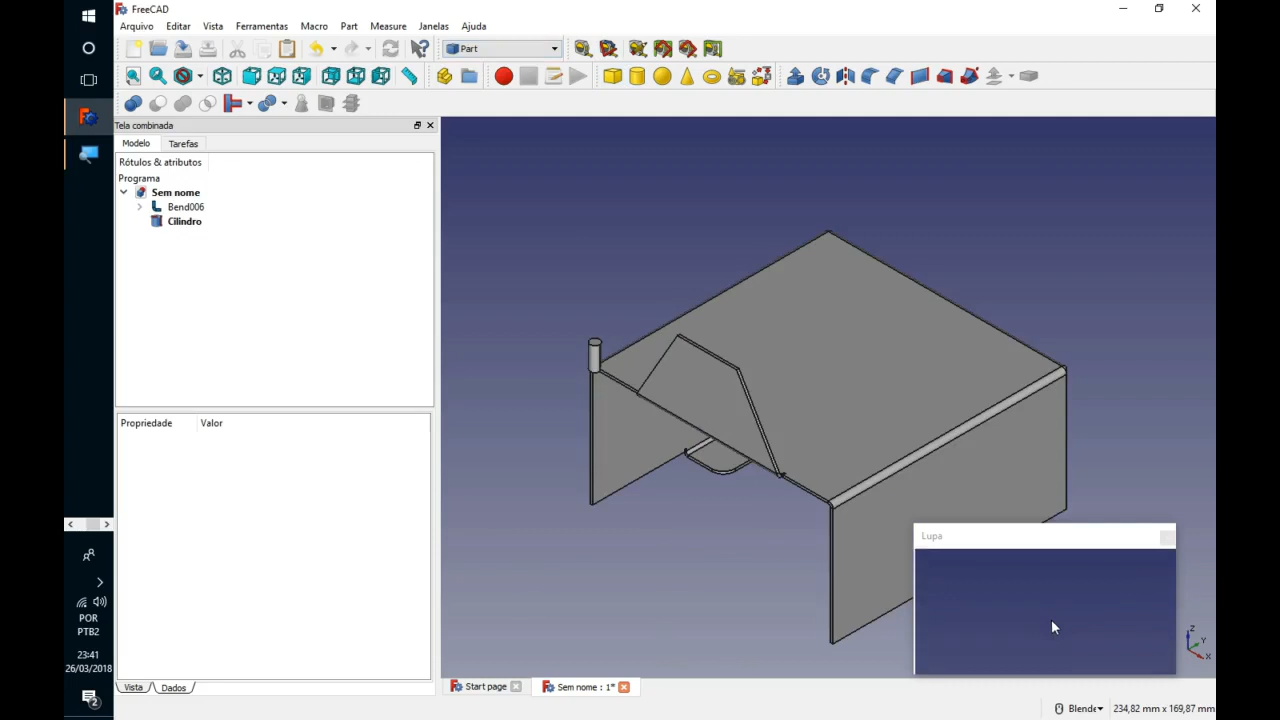 FreeCAD
Arquivo Editar Vista Ferramentas Macro Part Measure Janelas Ajuda
Part
Tela combinada
Modelo Tarefas
Rótulos & atributos
Programa
Sem nome
Bend006
Cilindro
Propriedade Valor
Lupa
Z
Y
X
POR
PTB2
23:41
26/03/2018
2
Vista Dados
Start page
Sem nome : 1*
Blende
234,82 mm x 169,87 mm